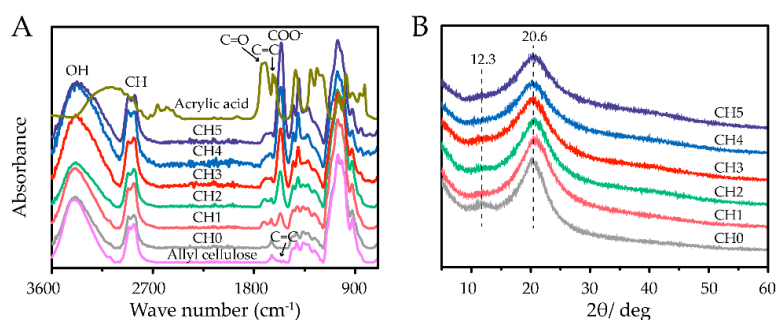 A
C=O
COO-
C=C
OH
CH
Acrylic acid
CH5
CH4
CH3
CH2
CH1
C=C
CH0
Allyl cellulose
Absorbance
3600
2700
1800
900
Wave number (cm-1)
B
20.6
12.3
CH5
CH4
CH3
CH2
CH1
CH0
10
20
30
40
50
60
2θ/ deg